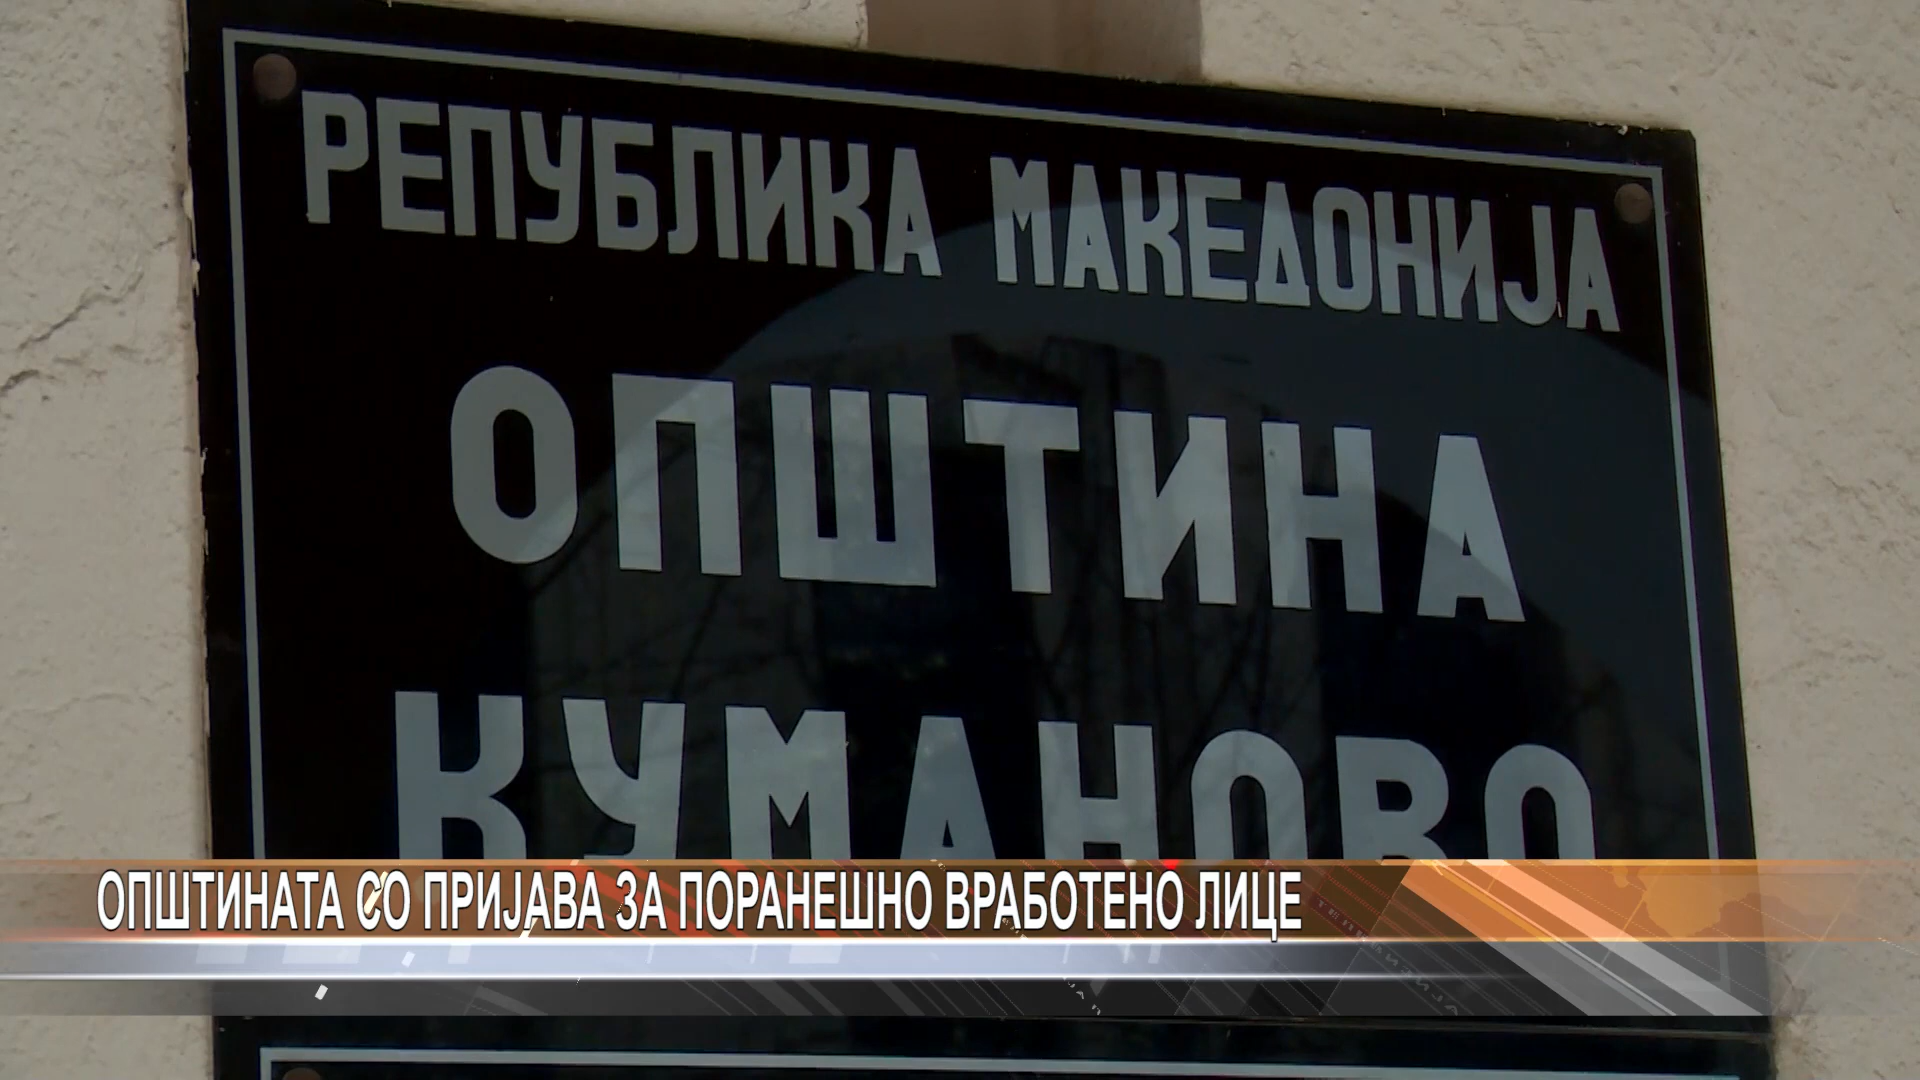 РЕПУБЛИКА МАКЕДОНИЈА
ОПШТИНА
КУМАНОВО
ОПШТИНАТА СО ПРИЈАВА ЗА ПОРАНЕШНО ВРАБОТЕНО ЛИЦЕ